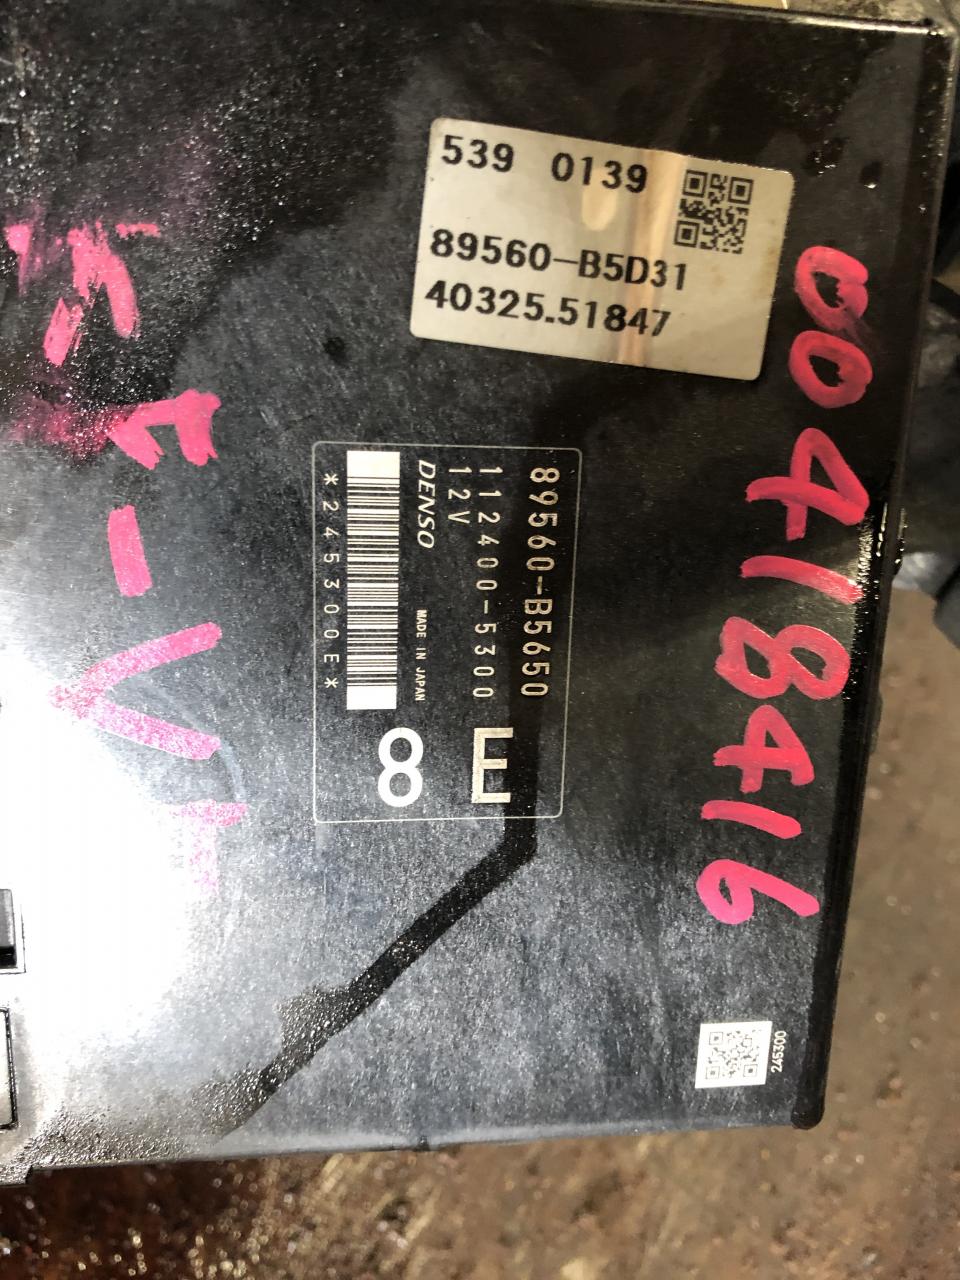 539 0139
89560-B5D31
40325.51847
00418416
89560-B5650
112400-5300
12V
DENSO MADE IN JAPAN
*245300E*
E
8
245300